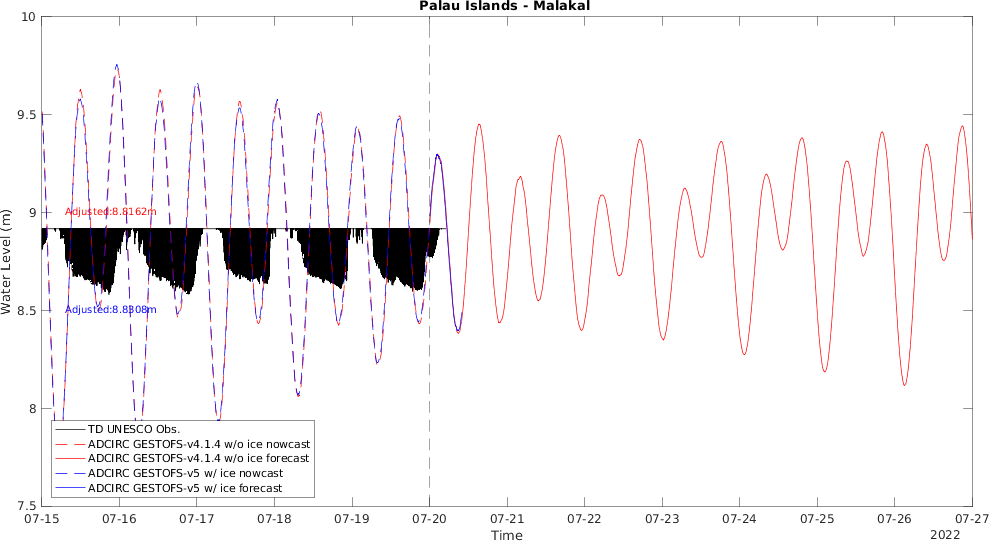 Palau Islands - Malakal
10
9.5
9
8.5
8
7.5
Water Level (m)
Adjusted:8.8162m
Adjusted:8.8308m
TD UNESCO Obs.
ADCIRC GESTOFS-v4.1.4 w/o ice nowcast
ADCIRC GESTOFS-v4.1.4 w/o ice forecast
ADCIRC GESTOFS-v5 w/ ice nowcast
ADCIRC GESTOFS-v5 w/ ice forecast
07-15 07-16 07-17 07-18 07-19 07-20 07-21 07-22 07-23 07-24 07-25 07-26 07-27
Time
2022